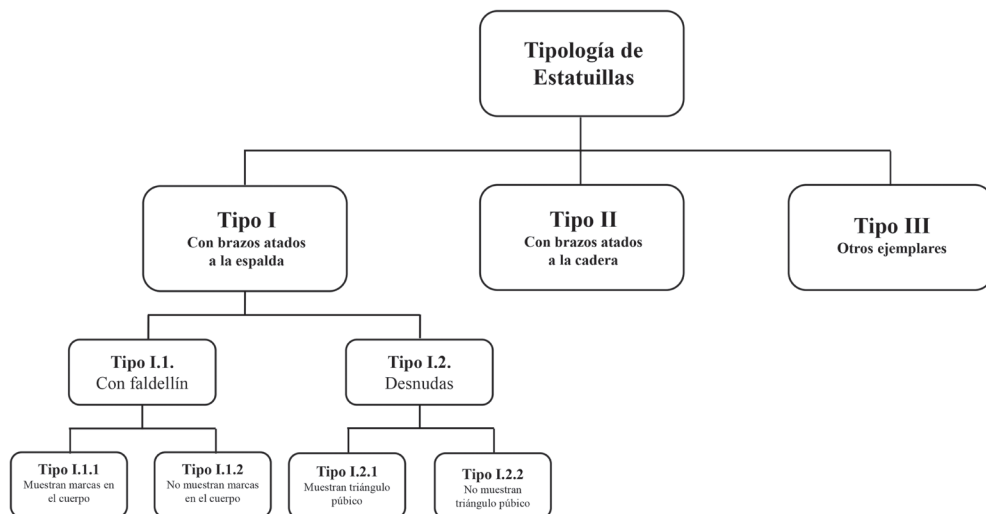 Tipología de
Estatuillas
Tipo I
Con brazos atados
a la espalda
Tipo II
Con brazos atados
a la cadera
Tipo III
Otros ejemplares
Tipo I.1.
Con faldellín
Tipo I.2.
Desnudas
Tipo I.1.1
Muestran marcas en
el cuerpo
Tipo I.1.2
No muestran marcas
en el cuerpo
Tipo I.2.1
Muestran triángulo
púbico
Tipo I.2.2
No muestran
triángulo púbico